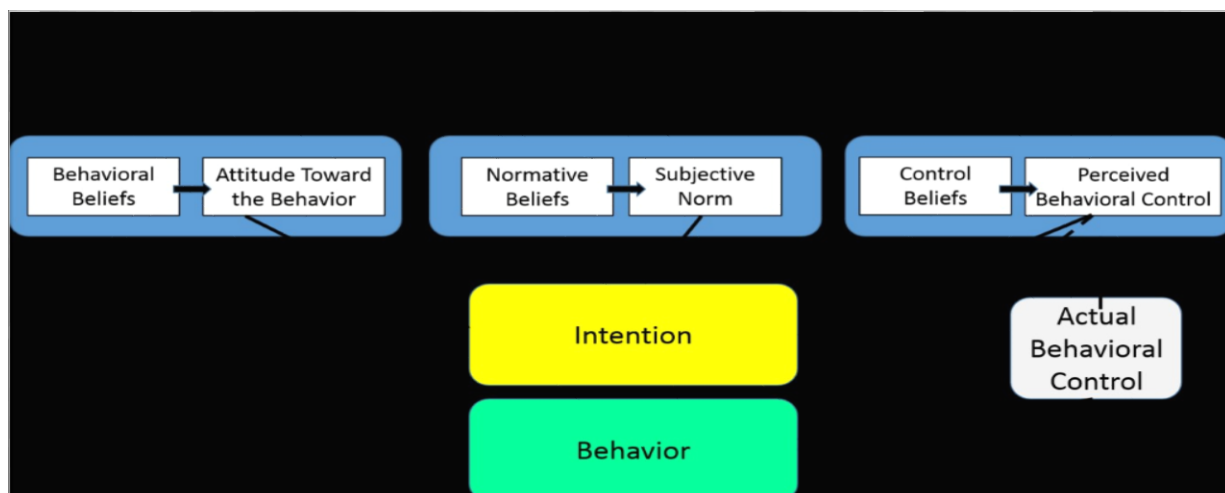 Behavioral
Beliefs
Attitude Toward
the Behavior
Normative
Beliefs
Subjective
Norm
Control
Beliefs
Perceived
Behavioral Control
Intention
Actual
Behavioral
Control
Behavior